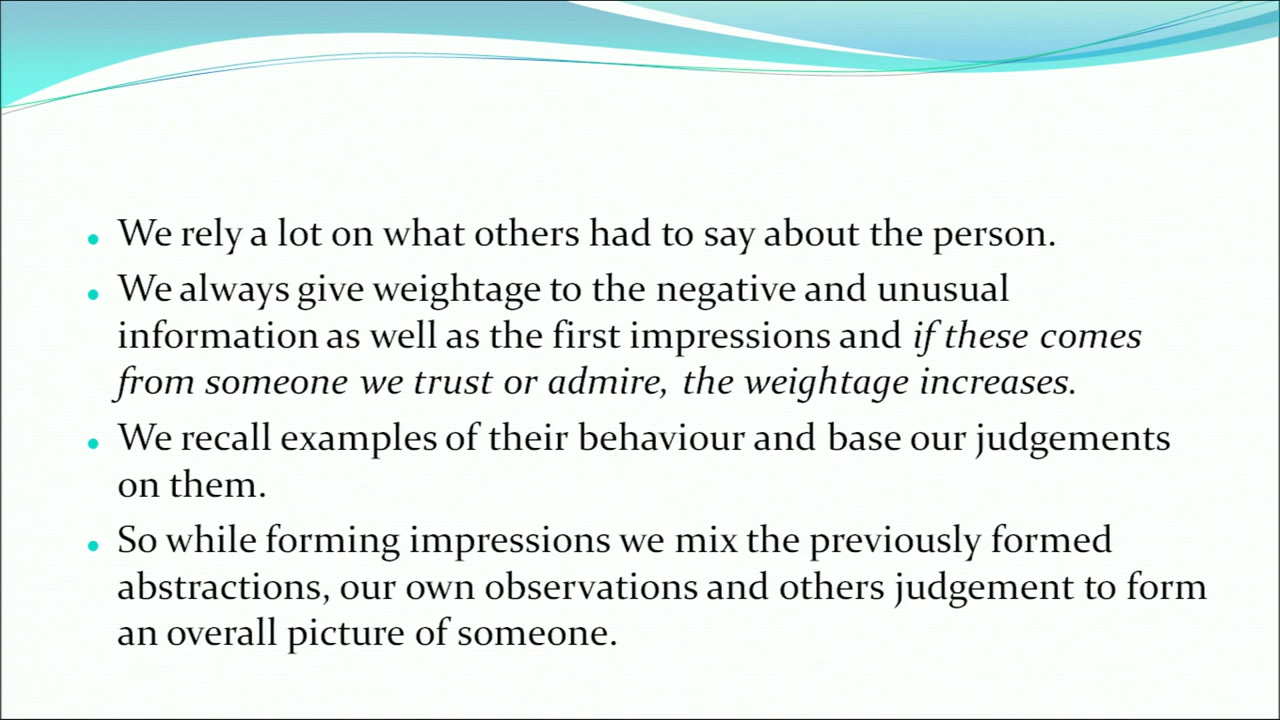 We rely a lot on what others had to say about the person.
We always give weightage to the negative and unusual
information as well as the first impressions and if these comes
from someone we trust or admire, the weightage increases.
We recall examples of their behaviour and base our judgements
on them.
So while forming impressions we mix the previously formed
abstractions, our own observations and others judgement to form
an overall picture of someone.